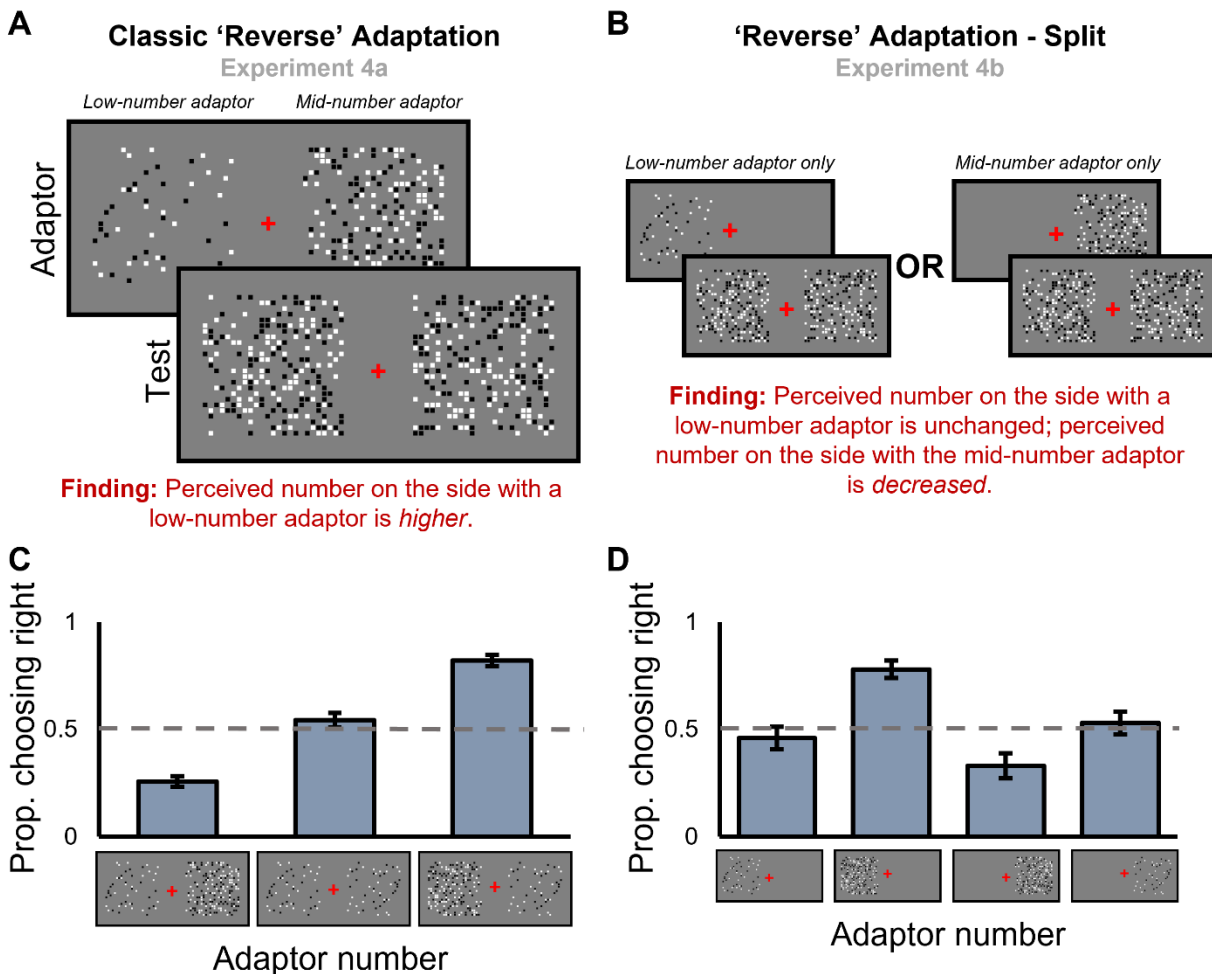 A
Classic ‘Reverse’ Adaptation
Experiment 4a
Low-number adaptor
Mid-number adaptor
Adaptor
Test
Finding: Perceived number on the side with a
low-number adaptor is higher.
B
‘Reverse’ Adaptation - Split
Experiment 4b
Low-number adaptor only
Mid-number adaptor only
OR
Finding: Perceived number on the side with a
low-number adaptor is unchanged; perceived
number on the side with the mid-number adaptor
is decreased.
C
Prop. choosing right
1
0.5
0
Adaptor number
D
Prop. choosing right
1
0.5
0
Adaptor number